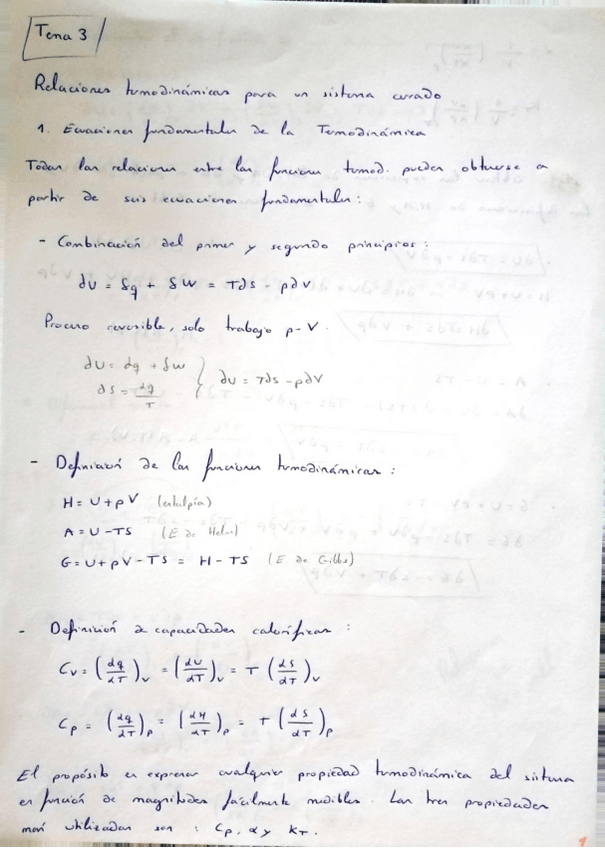 Tema 3
Relaciones termodinámicas para un sistema cerrado
1. Ecuaciones fundamentales de la Termodinámica
Todas las relaciones entre las funciones termod. pueden obtenerse a
partir de seis ecuaciones fundamentales:
- Combinación del primer y segundo principios:
dU = δq + δW = TdS - pdV
Proceso reversible, solo trabajo p-V.
dU = dq + δW
dS = dq/T } dU = TdS - pdV
- Definición de las funciones termodinámicas:
H = U + pV (entalpía)
A = U - TS (E de Helm)
G = U + pV - TS = H - TS (E. de Gibbs)
- Definición d capacidades caloríficas:
Cv = (dq/dT)v = (dU/dT)v = T (dS/dT)v
Cp = (dq/dT)p = (dH/dT)p = T (dS/dT)p
El propósito es expresar cualquier propiedad termodinámica del sistema
en función de magnitudes fácilmente medibles. Las tres propiedades
más utilizadas son: Cp, α y KT.
1